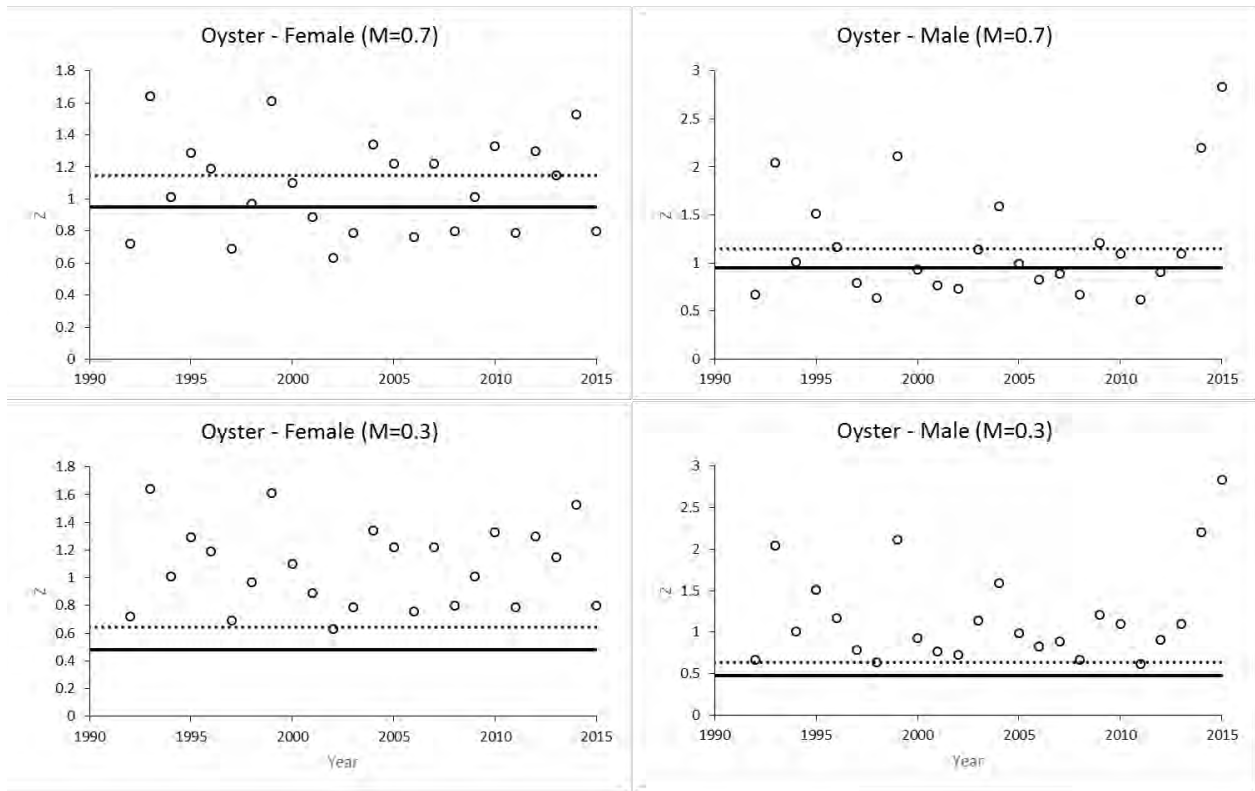 Oyster - Female (M=0.7)
1.8
1.6
1.4
1.2
1
0.8
0.6
0.4
0.2
0
Z
1990 1995 2000 2005 2010 2015
Oyster - Male (M=0.7)
3
2.5
2
1.5
1
0.5
0
Z
1990 1995 2000 2005 2010 2015
Oyster - Female (M=0.3)
1.8
1.6
1.4
1.2
1
0.8
0.6
0.4
0.2
0
Z
1990 1995 2000 2005 2010 2015
Year
Oyster - Male (M=0.3)
3
2.5
2
1.5
1
0.5
0
Z
1990 1995 2000 2005 2010 2015
Year